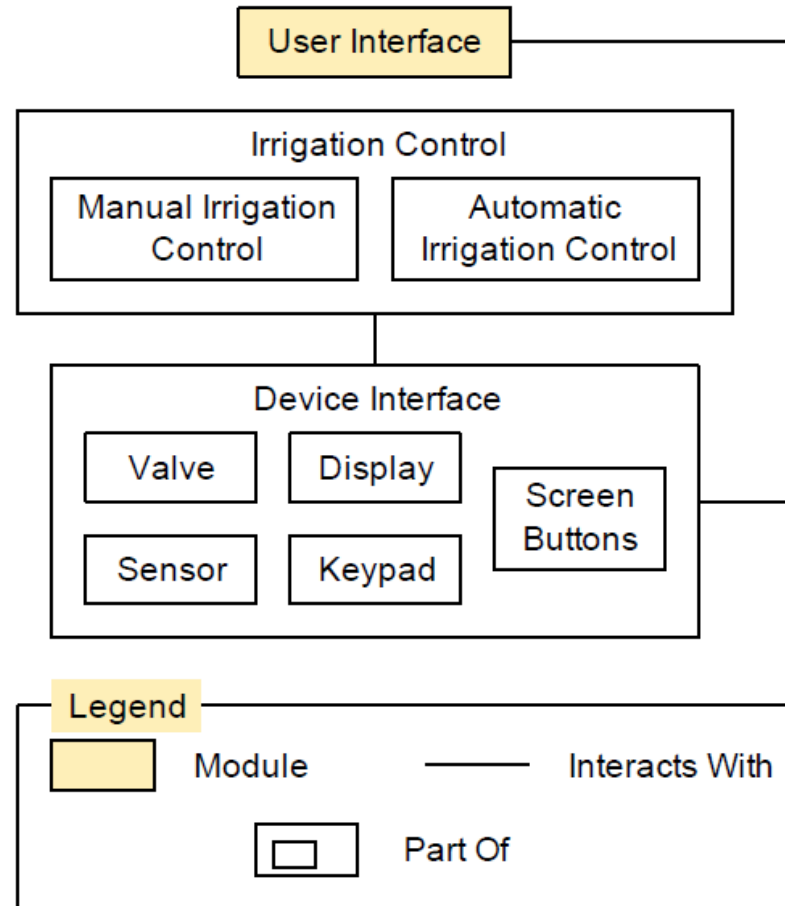 User Interface
Irrigation Control
Manual Irrigation
Control
Automatic
Irrigation Control
Device Interface
Valve
Display
Screen
Buttons
Sensor
Keypad
Legend
Module
Interacts With
Part Of